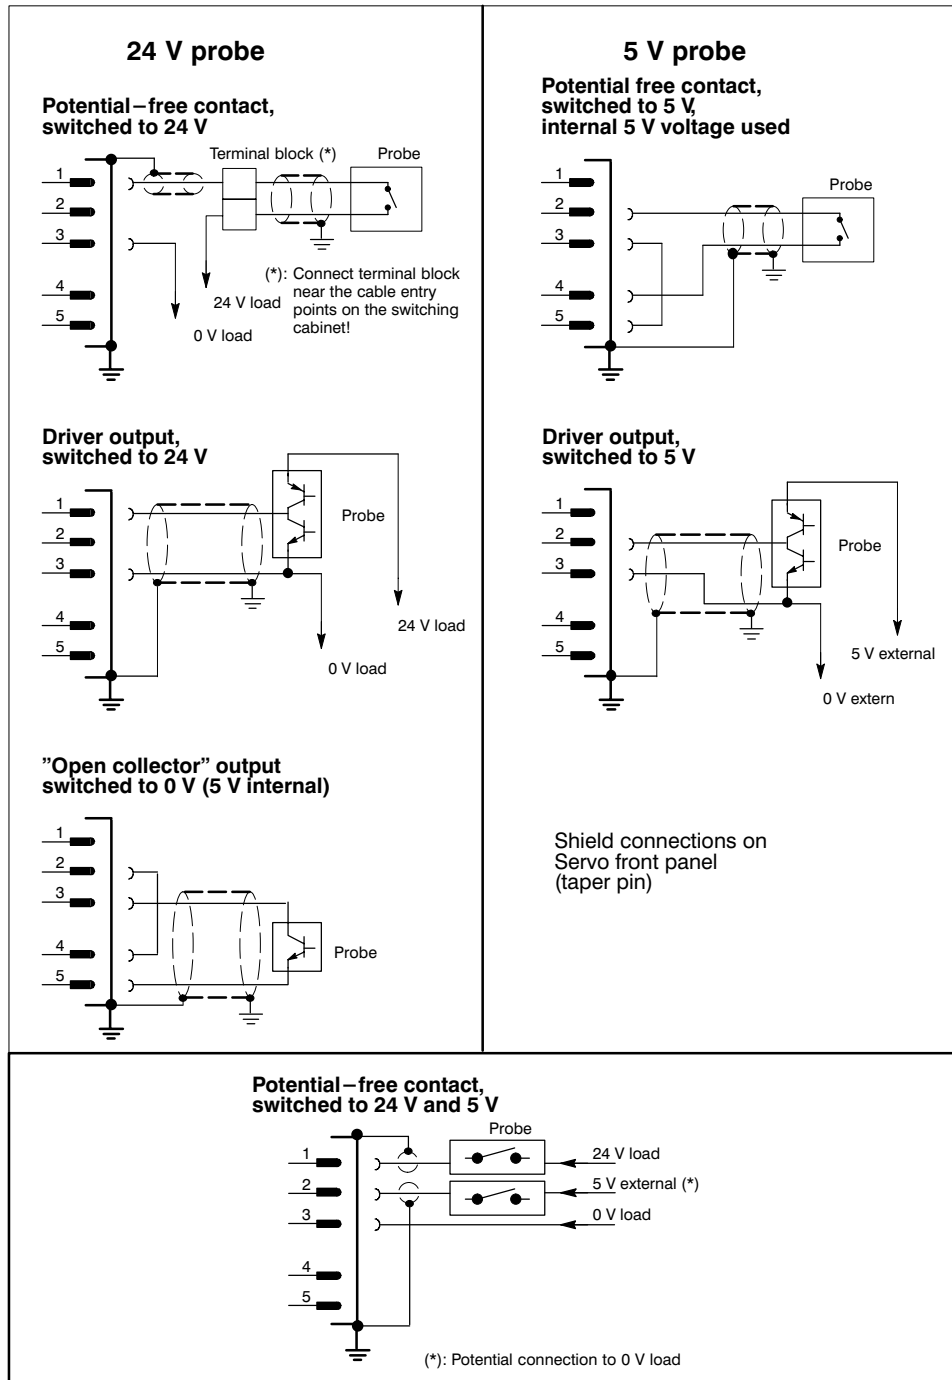 24 V probe
Potential–free contact,
switched to 24 V
Terminal block (*)
Probe
1
2
3
4
5
24 V load
0 V load
(*): Connect terminal block
near the cable entry
points on the switching
cabinet!
Driver output,
switched to 24 V
1
2
3
4
5
Probe
24 V load
0 V load
”Open collector” output
switched to 0 V (5 V internal)
1
2
3
4
5
Probe
5 V probe
Potential free contact,
switched to 5 V,
internal 5 V voltage used
1
2
3
4
5
Probe
Driver output,
switched to 5 V
1
2
3
4
5
Probe
5 V external
0 V extern
Shield connections on
Servo front panel
(taper pin)
Potential–free contact,
switched to 24 V and 5 V
Probe
1
2
3
4
5
24 V load
5 V external (*)
0 V load
(*): Potential connection to 0 V load